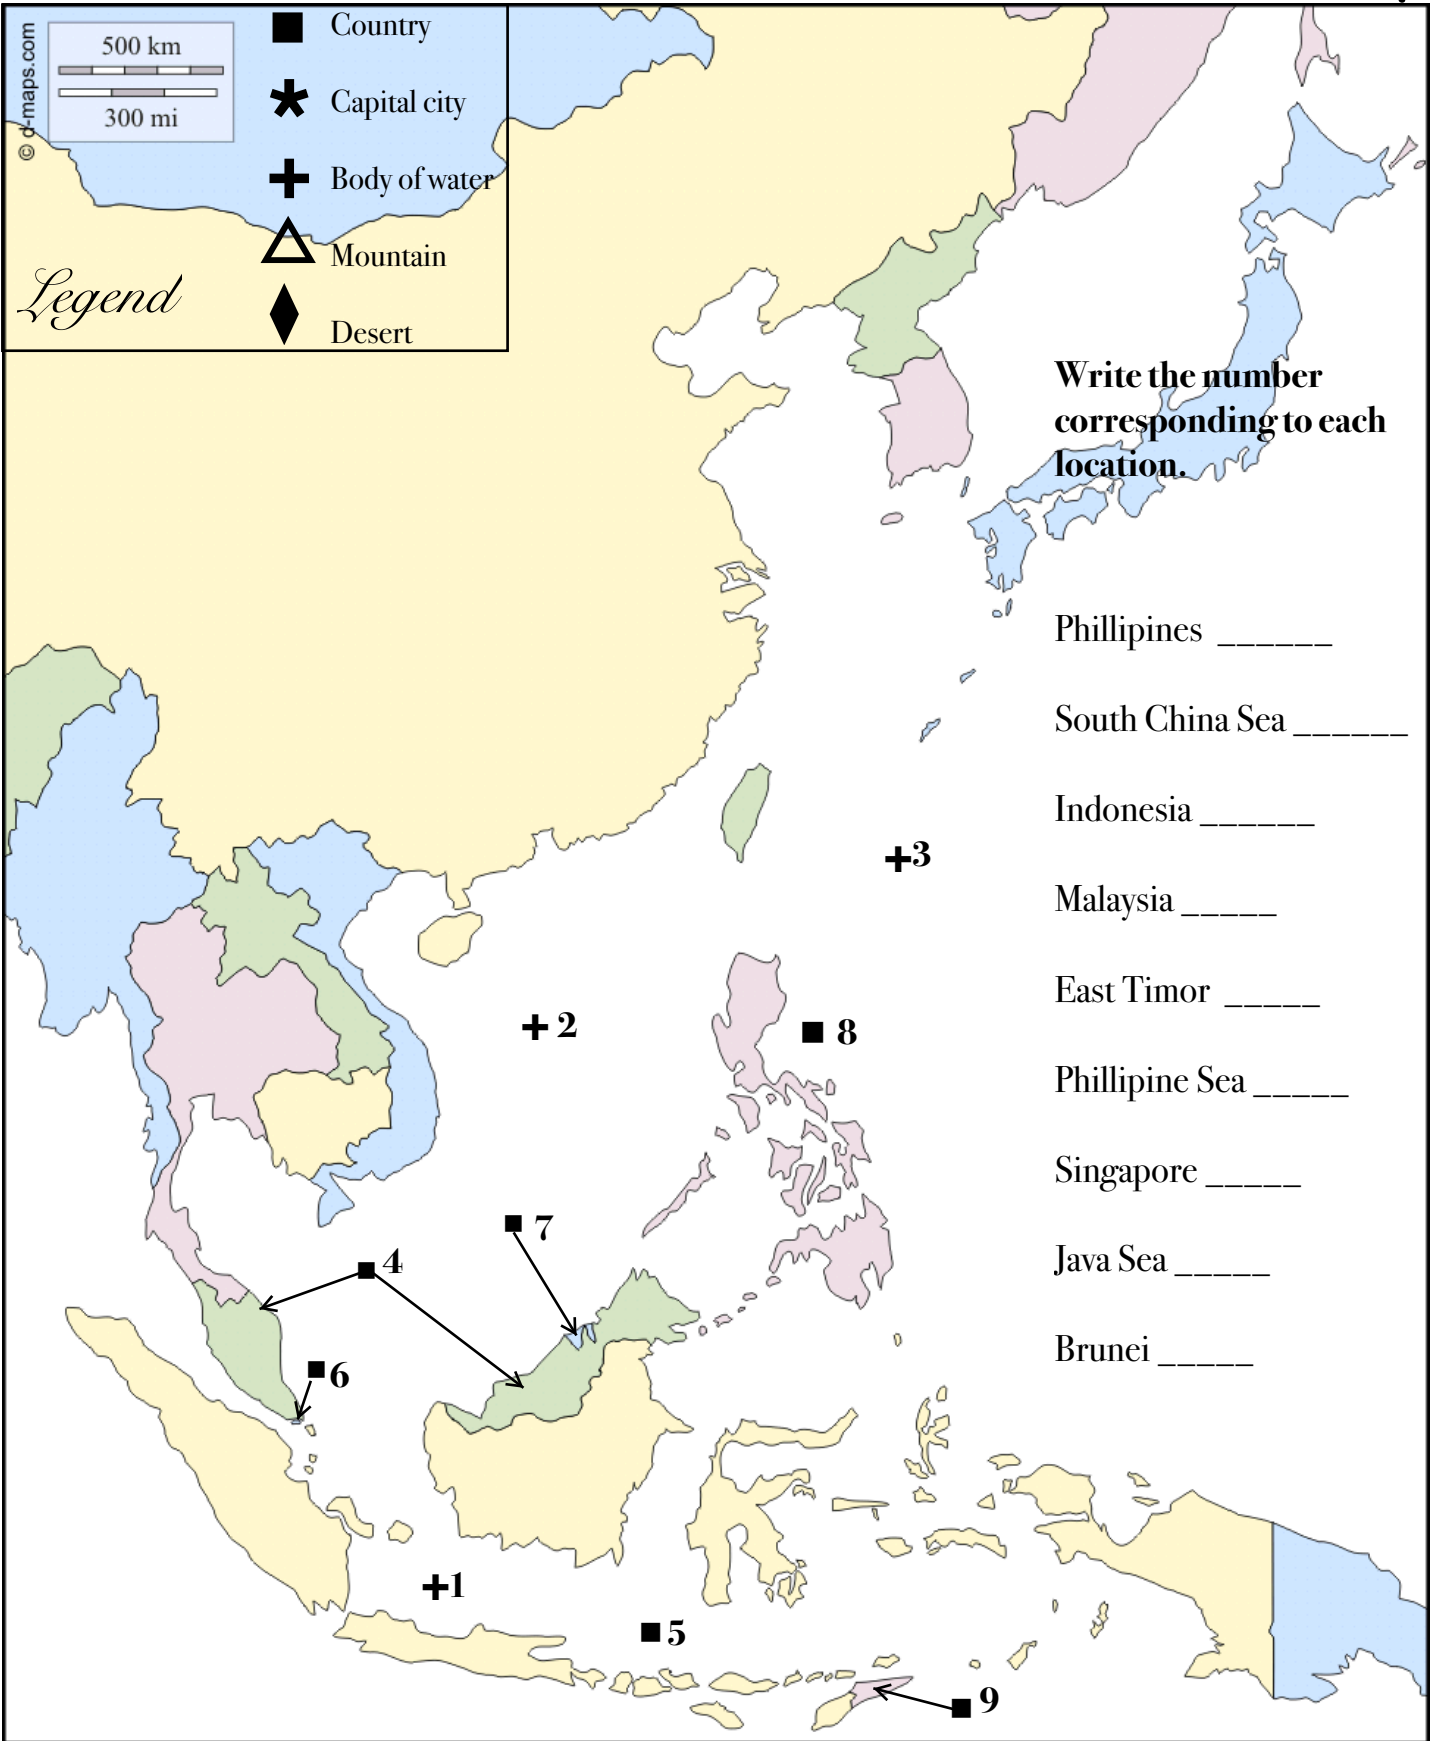 © d-maps.com
500 km
300 mi
Country
Capital city
Body of water
Mountain
Desert
Legend
Write the number
corresponding to each
location.
Phillipines ______
South China Sea ______
Indonesia ______
Malaysia _____
East Timor _____
Phillipine Sea _____
Singapore _____
Java Sea _____
Brunei _____
3
2
8
7
4
6
1
5
9